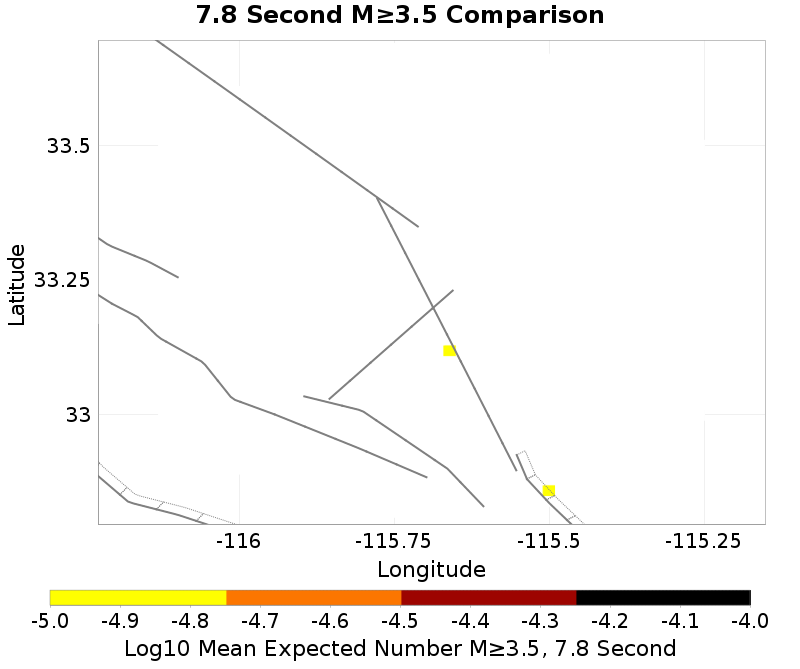 7.8 Second M≥3.5 Comparison
Latitude
33.5
33.25
33
-116 -115.75 -115.5 -115.25
Longitude
-5.0 -4.9 -4.8 -4.7 -4.6 -4.5 -4.4 -4.3 -4.2 -4.1 -4.0
Log10 Mean Expected Number M≥3.5, 7.8 Second